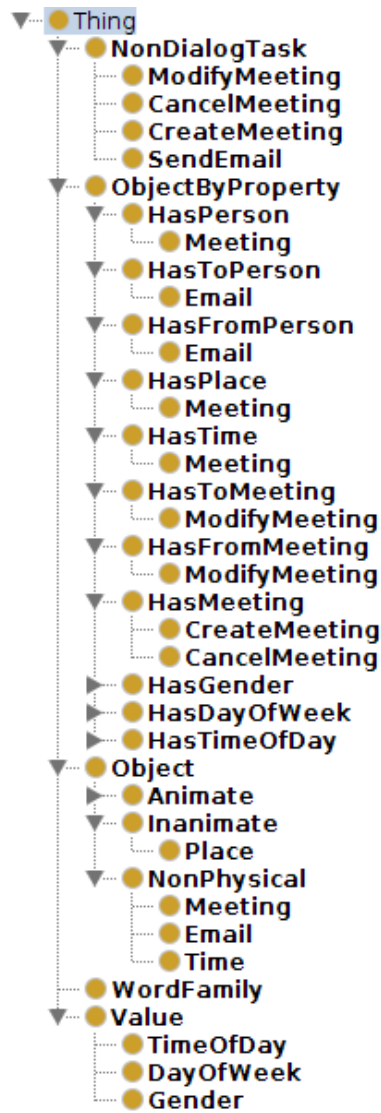 Thing
NonDialogTask
ModifyMeeting
CancelMeeting
CreateMeeting
SendEmail
ObjectByProperty
HasPerson
Meeting
HasToPerson
Email
HasFromPerson
Email
HasPlace
Meeting
HasTime
Meeting
HasToMeeting
ModifyMeeting
HasFromMeeting
ModifyMeeting
HasMeeting
CreateMeeting
CancelMeeting
HasGender
HasDayOfWeek
HasTimeOfDay
Object
Animate
Inanimate
Place
NonPhysical
Meeting
Email
Time
WordFamily
Value
TimeOfDay
DayOfWeek
Gender